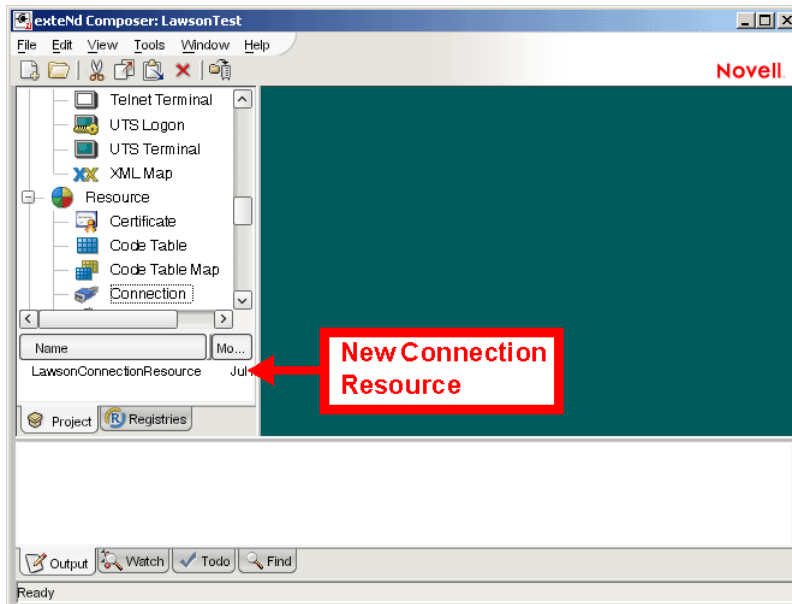 exteNd Composer: LawsonTest
File Edit View Tools Window Help
Novell.
Telnet Terminal
UTS Logon
UTS Terminal
XML Map
Resource
Certificate
Code Table
Code Table Map
Connection
Name Mo...
LawsonConnectionResource Jul
New Connection
Resource
Project Registries
Output Watch Todo Find
Ready